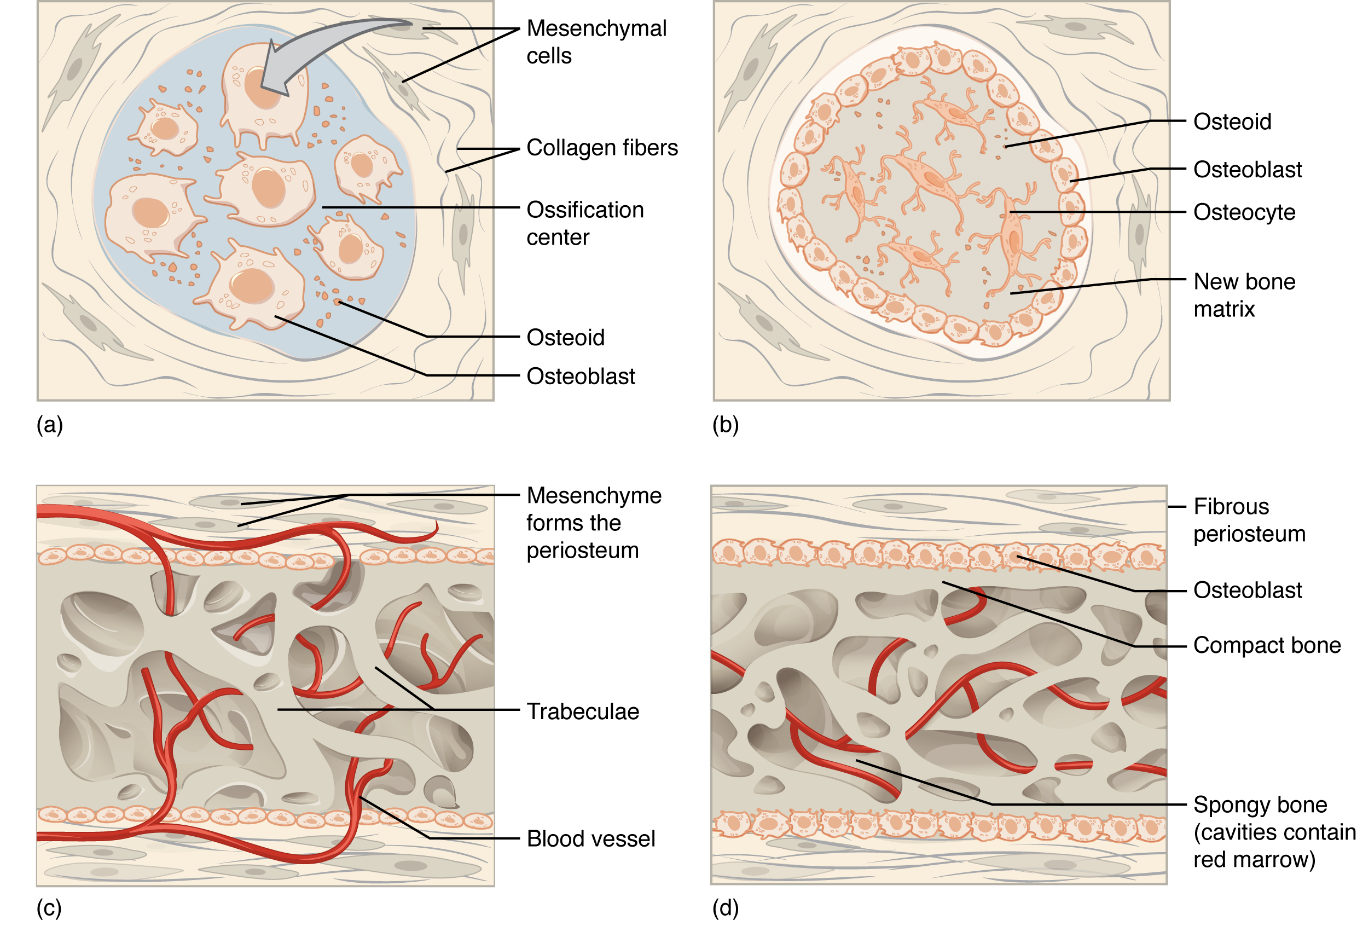 Mesenchymal
cells
Collagen fibers
Ossification
center
Osteoid
Osteoblast
(a)
Osteoid
Osteoblast
Osteocyte
New bone
matrix
(b)
Mesenchyme
forms the
periosteum
Trabeculae
Blood vessel
(c)
Fibrous
periosteum
Osteoblast
Compact bone
Spongy bone
(cavities contain
red marrow)
(d)